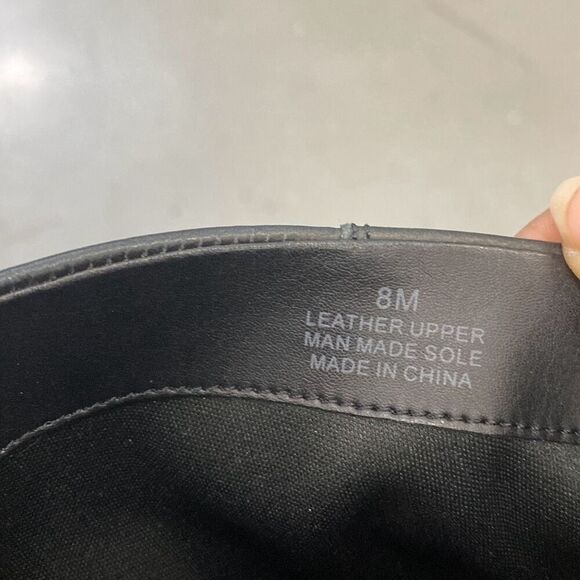 8M
LEATHER UPPER
MAN MADE SOLE
MADE IN CHINA